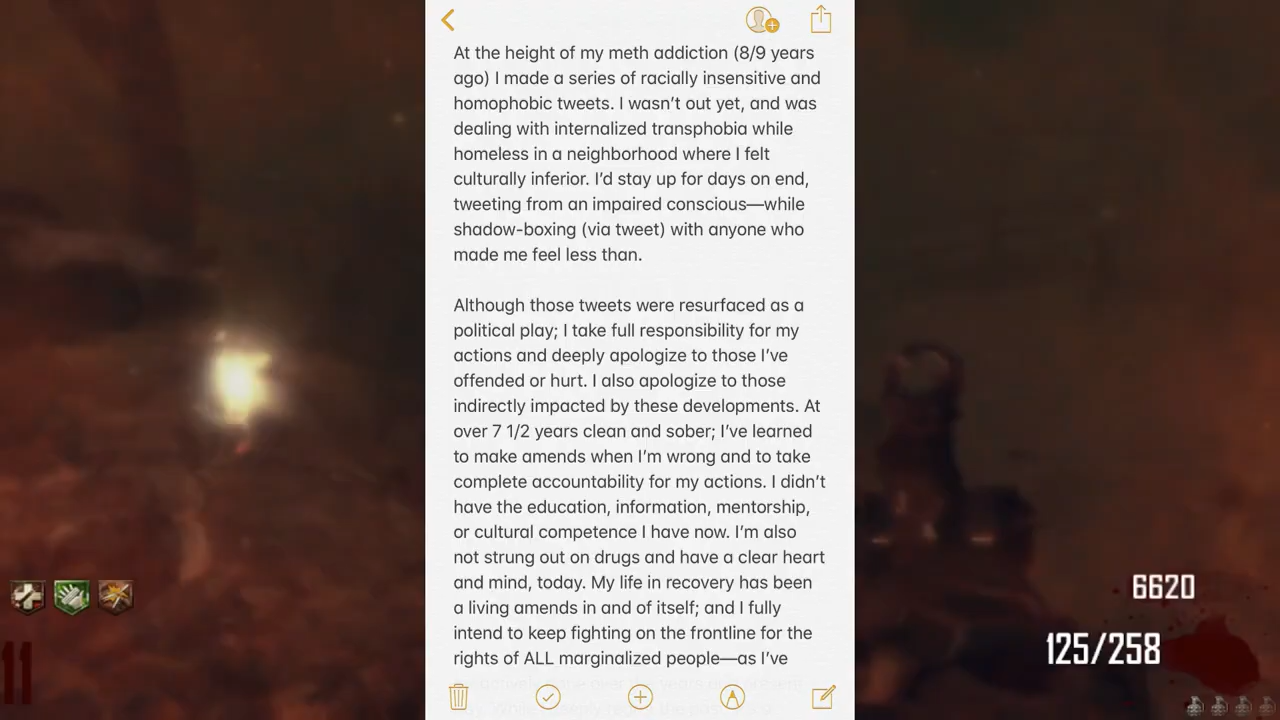 At the height of my meth addiction (8/9 years
ago) I made a series of racially insensitive and
homophobic tweets. I wasn't out yet, and was
dealing with internalized transphobia while
homeless in a neighborhood where I felt
culturally inferior. I'd stay up for days on end,
tweeting from an impaired conscious—while
shadow-boxing (via tweet) with anyone who
made me feel less than.
Although those tweets were resurfaced as a
political play; I take full responsibility for my
actions and deeply apologize to those I've
offended or hurt. I also apologize to those
indirectly impacted by these developments. At
over 7 1/2 years clean and sober; I've learned
to make amends when I'm wrong and to take
complete accountability for my actions. I didn't
have the education, information, mentorship,
or cultural competence I have now. I'm also
not strung out on drugs and have a clear heart
and mind, today. My life in recovery has been
a living amends in and of itself; and I fully
intend to keep fighting on the frontline for the
rights of ALL marginalized people—as I've
6620
125/258
11